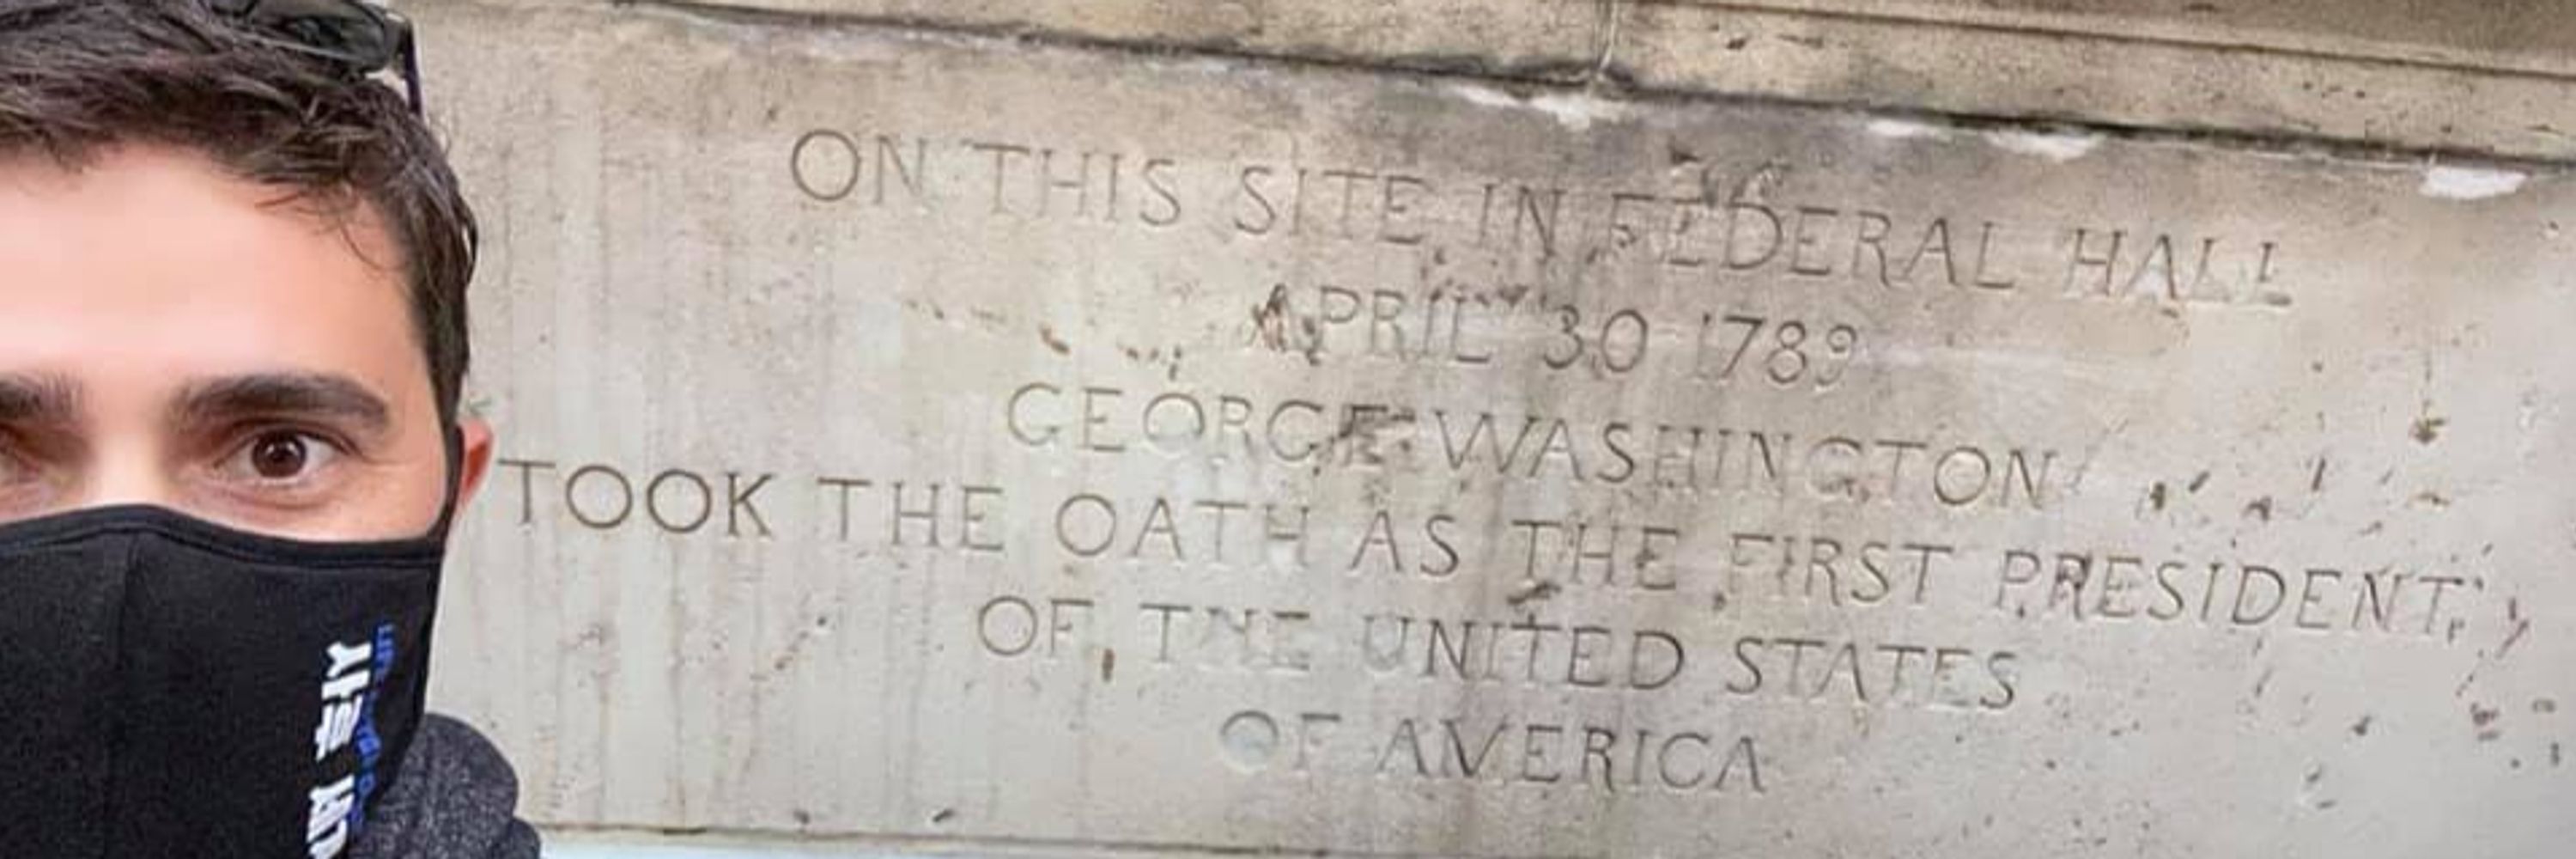 ON THIS SITE IN FEDERAL HALL
APRIL 30 1789
GEORGE WASHINGTON
TOOK THE OATH AS THE FIRST PRESIDENT
OF THE UNITED STATES
OF AMERICA